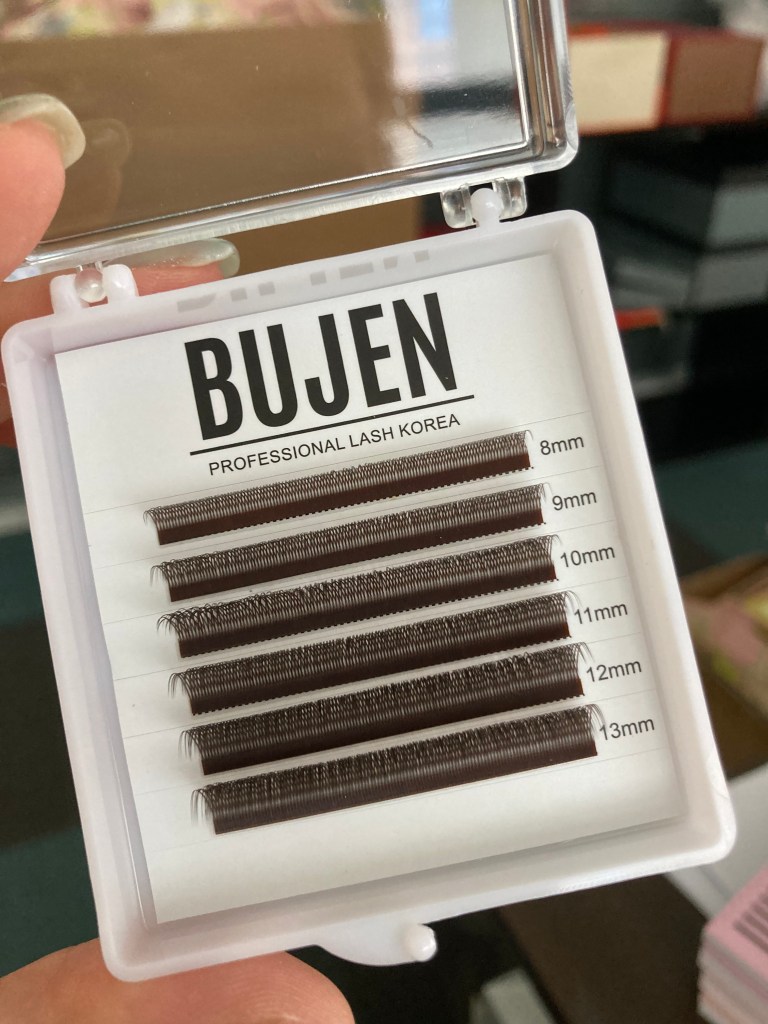 BUJEN
PROFESSIONAL LASH KOREA
8mm
9mm
10mm
11mm
12mm
13mm